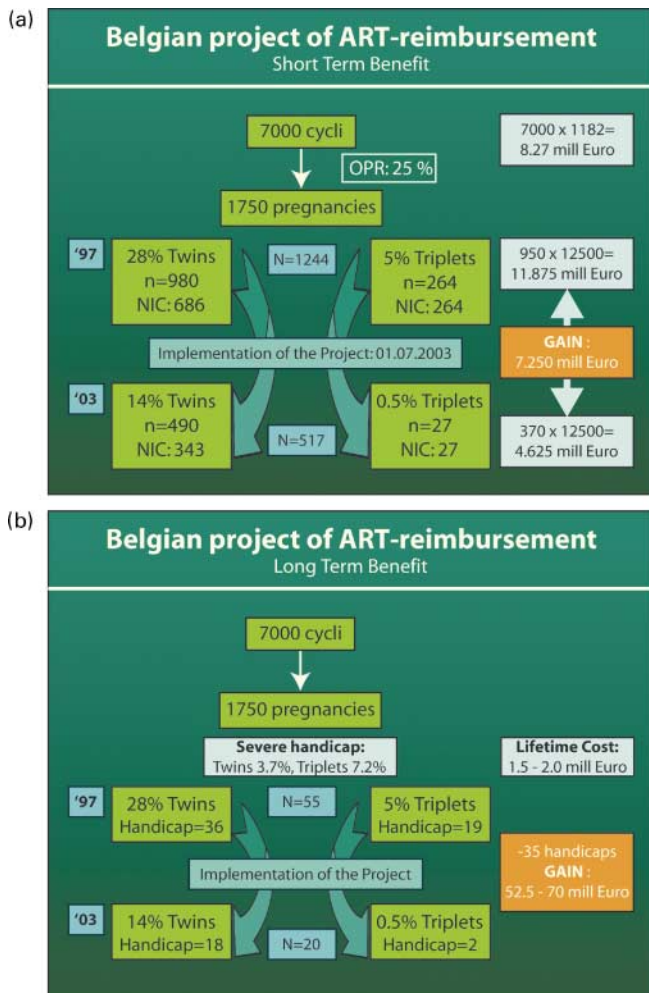 (a)
Belgian project of ART-reimbursement
Short Term Benefit
7000 cycli
7000 x 1182=
8.27 mill Euro
OPR: 25 %
1750 pregnancies
'97
28% Twins
n=980
NIC: 686
N=1244
5% Triplets
n=264
NIC: 264
950 x 12500=
11.875 mill Euro
Implementation of the Project: 01.07.2003
GAIN :
7.250 mill Euro
'03
14% Twins
n=490
NIC: 343
N=517
0.5% Triplets
n=27
NIC: 27
370 x 12500=
4.625 mill Euro
(b)
Belgian project of ART-reimbursement
Long Term Benefit
7000 cycli
1750 pregnancies
Severe handicap:
Twins 3.7%, Triplets 7.2%
Lifetime Cost:
1.5 - 2.0 mill Euro
'97
28% Twins
Handicap=36
N=55
5% Triplets
Handicap=19
Implementation of the Project
-35 handicaps
GAIN :
52.5 - 70 mill Euro
'03
14% Twins
Handicap=18
N=20
0.5% Triplets
Handicap=2